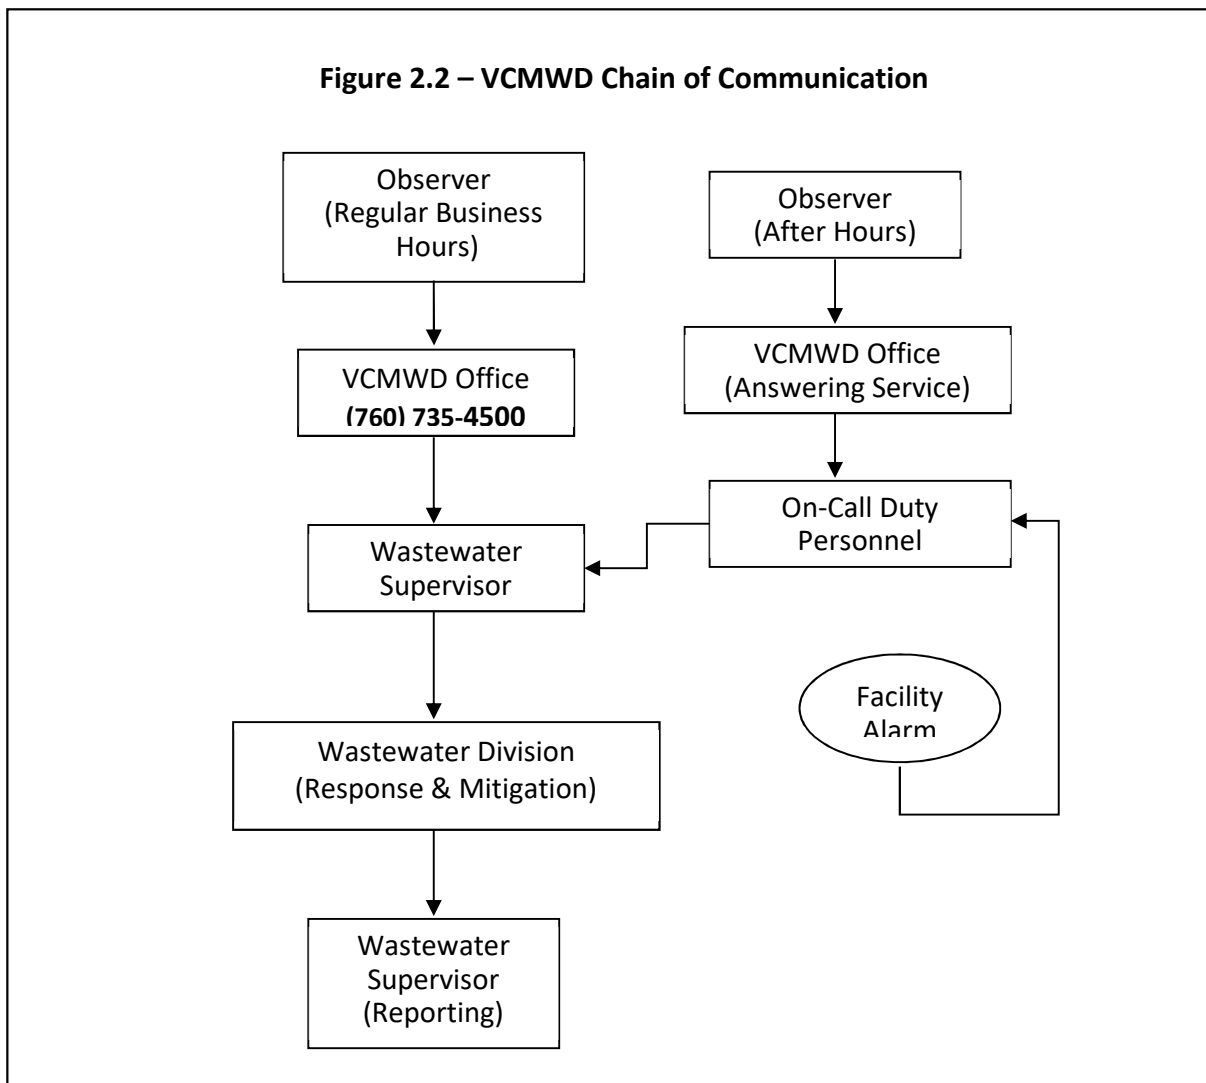 Figure 2.2 – VCMWD Chain of Communication
Observer
(Regular Business
Hours)
Observer
(After Hours)
VCMWD Office
(760) 735-4500
VCMWD Office
(Answering Service)
On-Call Duty
Personnel
Wastewater
Supervisor
Facility
Alarm
Wastewater Division
(Response & Mitigation)
Wastewater
Supervisor
(Reporting)